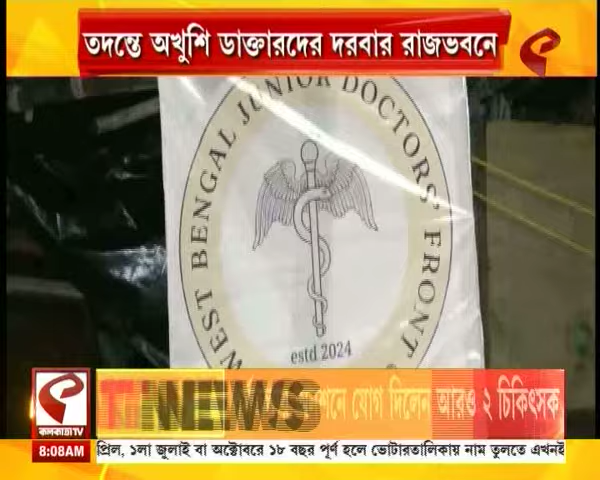 তদন্তে অখুশি ডাক্তারদের দরবার রাজভবনে
WEST BENGAL JUNIOR DOCTORS' FRONT
estd 2024
NEWS
যোগ দিলেন আরও ২ চিকিৎসক
কলকাতা TV
8:08AM
প্রিল, ১লা জুলাই বা অক্টোবরে ১৮ বছর পূর্ণ হলে ভোটারতালিকায় নাম তুলতে এখনই